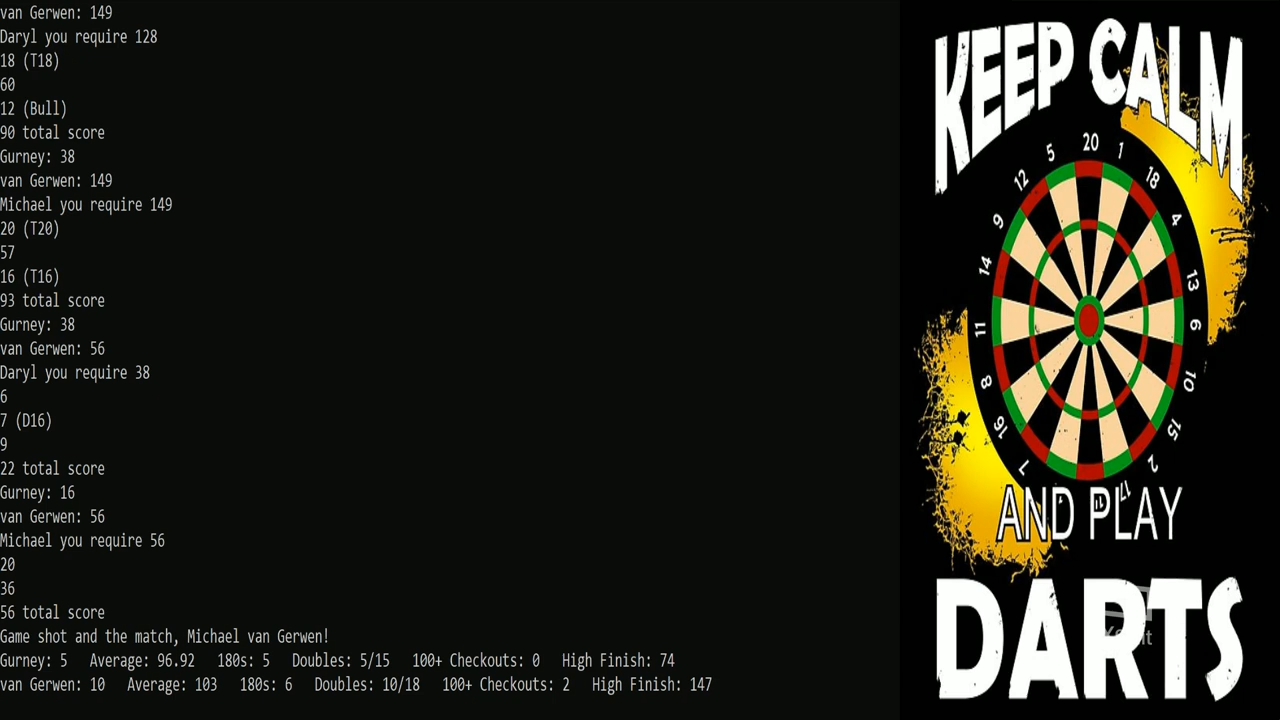 van Gerwen: 149
Daryl you require 128
18 (T18)
60
12 (Bull)
90 total score
Gurney: 38
van Gerwen: 149
Michael you require 149
20 (T20)
57
16 (T16)
93 total score
Gurney: 38
van Gerwen: 56
Daryl you require 38
6
7 (D16)
9
22 total score
Gurney: 16
van Gerwen: 56
Michael you require 56
20
36
56 total score
Game shot and the match, Michael van Gerwen!
Gurney: 5 Average: 96.92 180s: 5 Doubles: 5/15 100+ Checkouts: 0 High Finish: 74
van Gerwen: 10 Average: 103 180s: 6 Doubles: 10/18 100+ Checkouts: 2 High Finish: 147
KEEP CALM
20
1
18
4
13
6
10
15
2
7
16
8
11
14
9
12
5
AND PLAY
DARTS